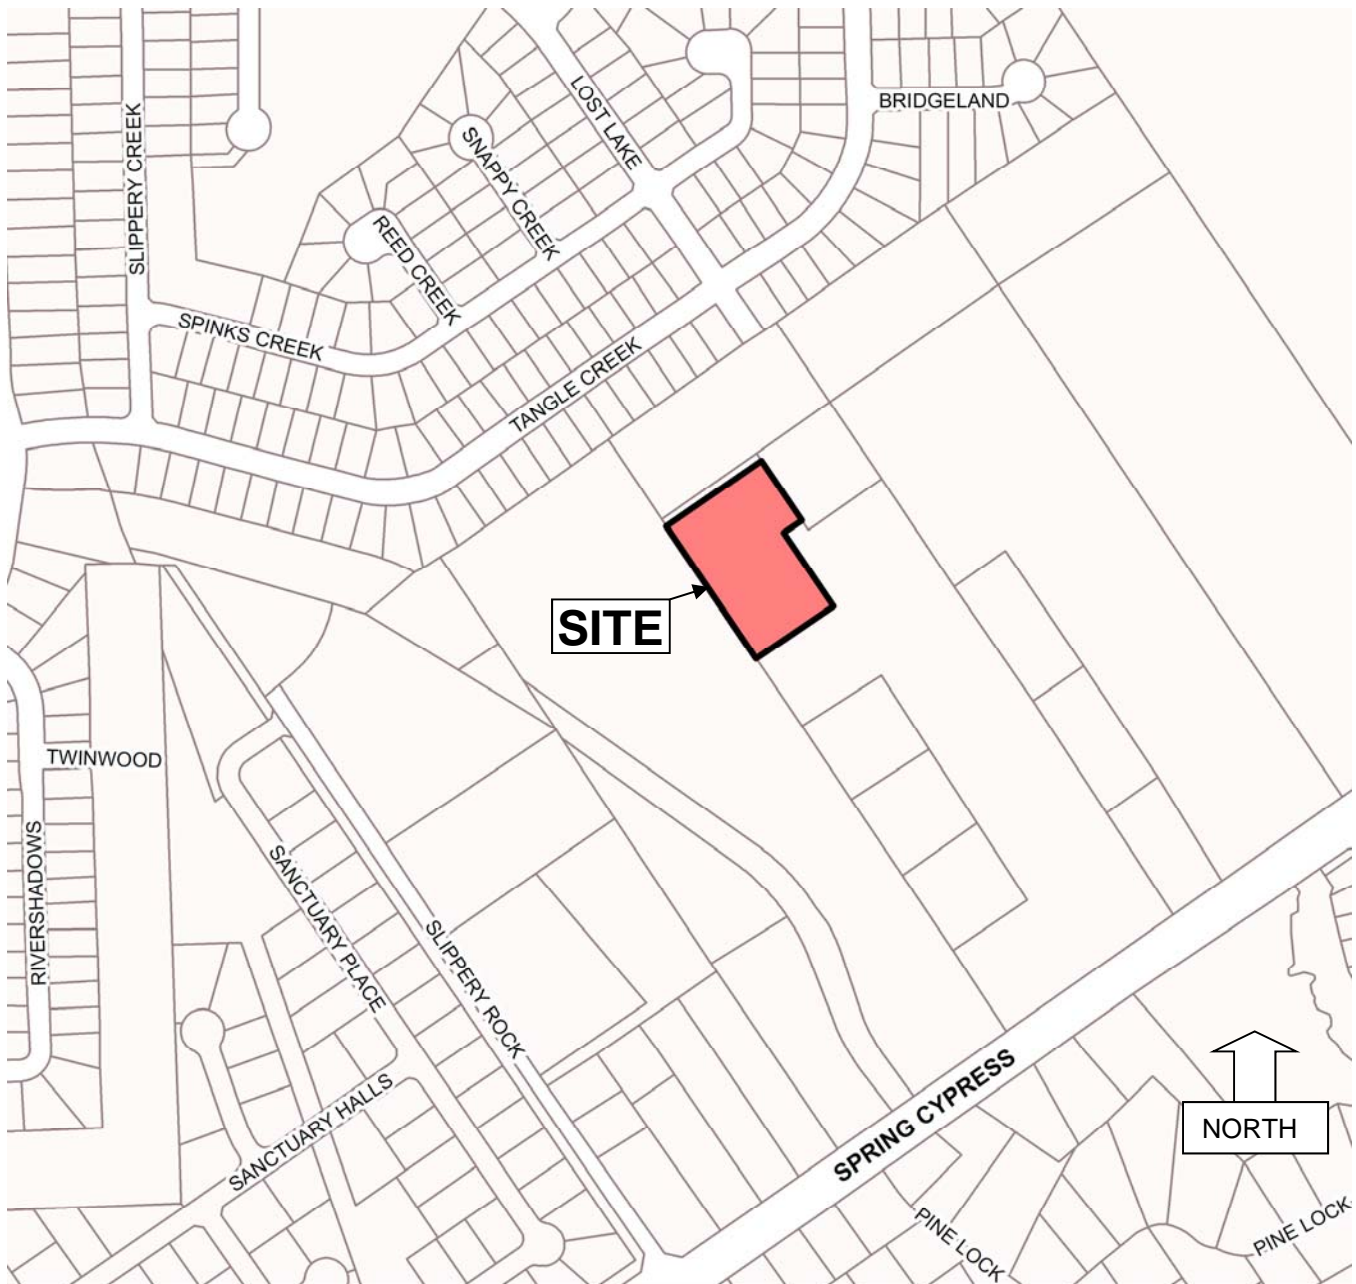 BRIDGELAND
LOST LAKE
SLIPPERY CREEK
SNAPPY CREEK
REED CREEK
SPINKS CREEK
TANGLE CREEK
SITE
TWINWOOD
RIVERSHADOWS
SANCTUARY PLACE
SLIPPERY ROCK
SPRING CYPRESS
SANCTUARY HALLS
NORTH
PINE LOCK
PINE LOCK